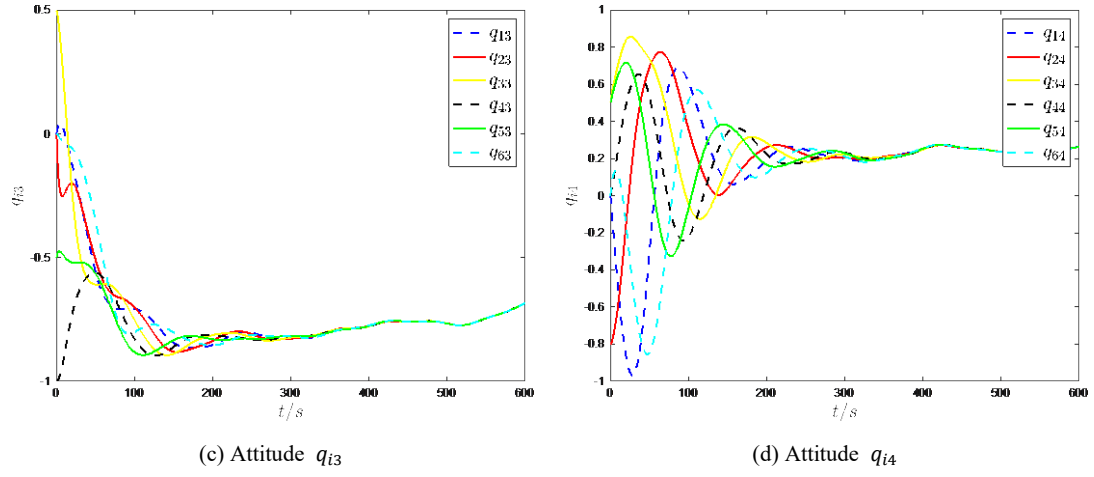 0.5
0
-0.5
-1
q_{i3}
0 100 200 300 400 500 600
t/s
q_{13}
q_{23}
q_{33}
q_{43}
q_{53}
q_{63}
(c) Attitude q_{i3}
1
0.8
0.6
0.4
0.2
0
-0.2
-0.4
-0.6
-0.8
-1
q_{i4}
0 100 200 300 400 500 600
t/s
q_{14}
q_{24}
q_{34}
q_{44}
q_{54}
q_{64}
(d) Attitude q_{i4}